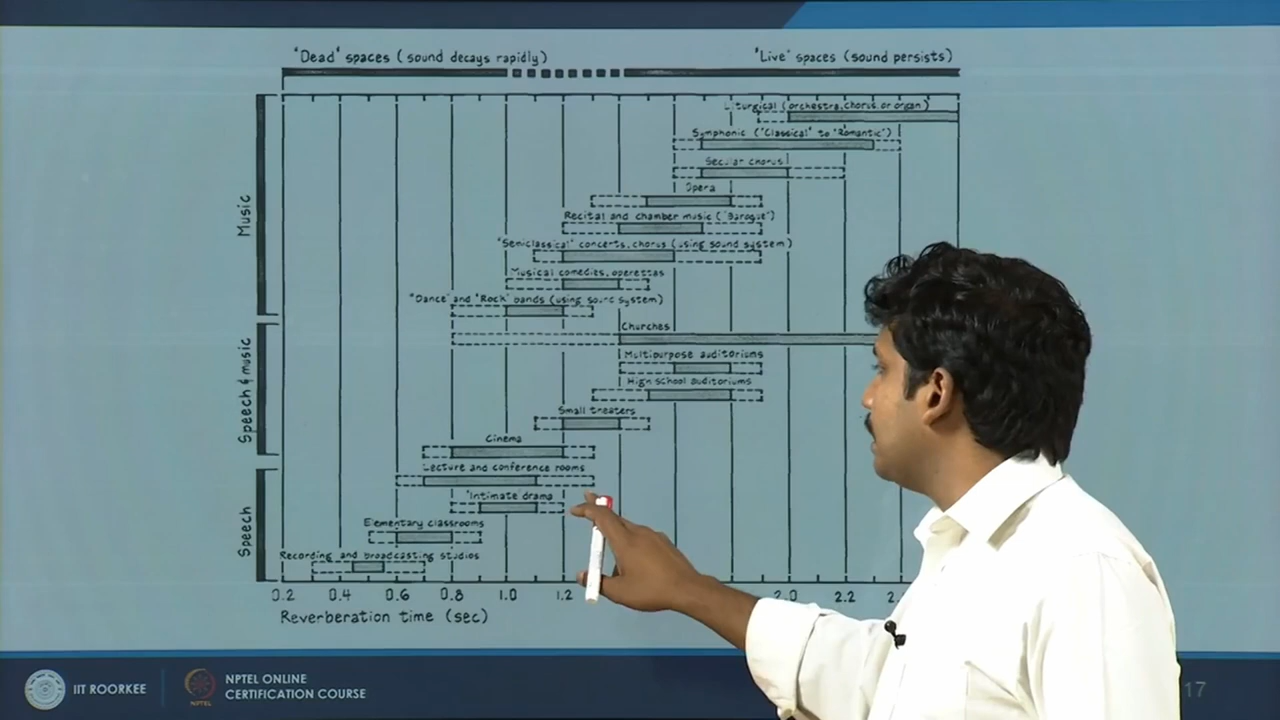 "Dead" spaces (sound decays rapidly)
"Live" spaces (sound persists)
Liturgical (orchestra, chorus, or organ)
Symphonic ("Classical" to "Romantic")
Secular chorus
Opera
Recital and chamber music ("Baroque")
"Semiclassical" concerts, chorus (using sound system)
Musical comedies, operettas
"Dance" and "Rock" bands (using sound system)
Churches
Multipurpose auditoriums
High school auditoriums
Small theaters
Cinema
Lecture and conference rooms
"Intimate" drama
Elementary classrooms
Recording and broadcasting studios
Music
Speech & music
Speech
0.2 0.4 0.6 0.8 1.0 1.2 2.0 2.2
Reverberation time (sec)
IIT ROORKEE
NPTEL
NPTEL ONLINE
CERTIFICATION COURSE
17